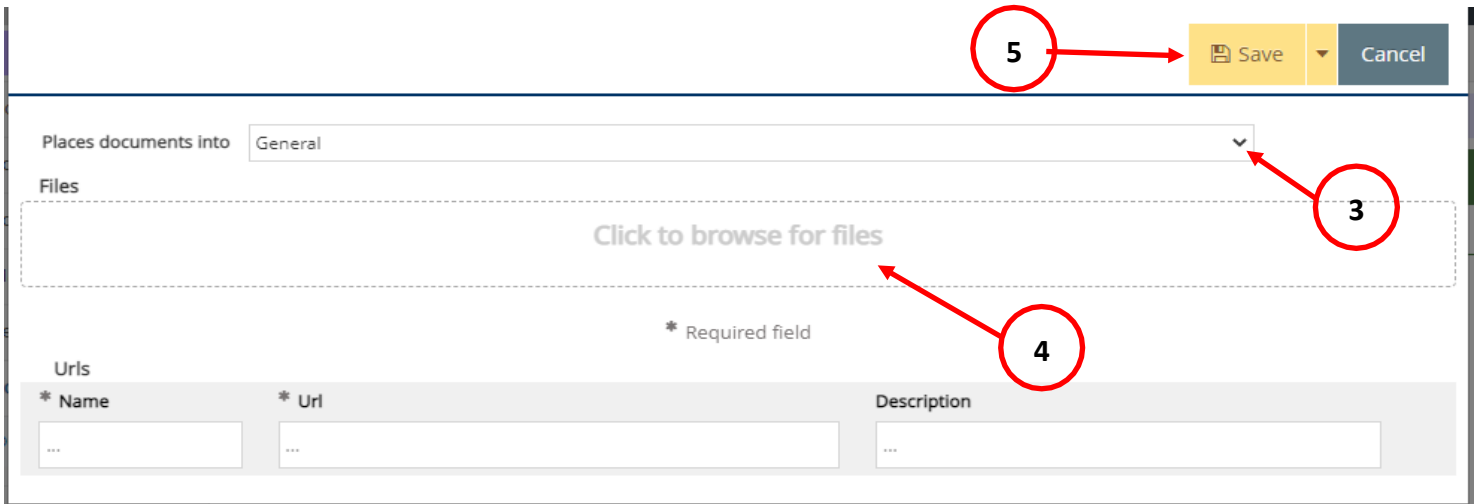 5 Save Cancel
Places documents into General
3
Files
Click to browse for files
* Required field
4
Urls
* Name * Url Description
... ... ...